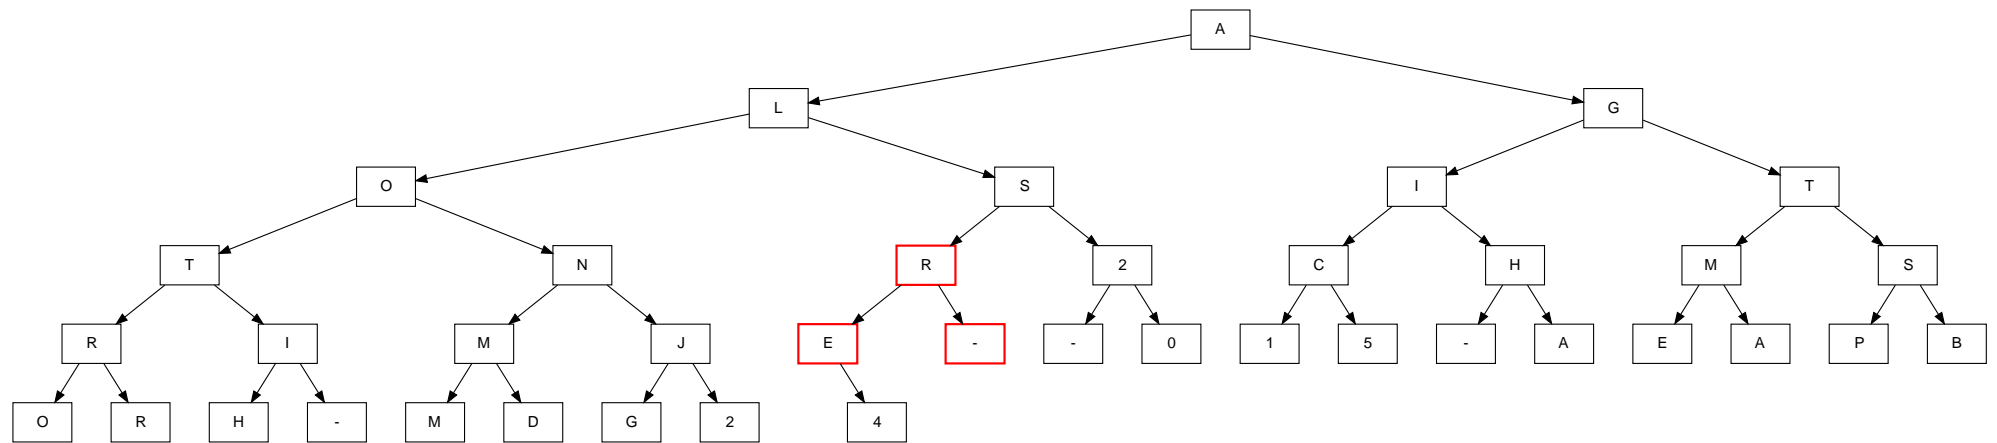 A
L G
O S I T
T N R 2 C H M S
R I M J E - - 0 1 5 - A E A P B
O R H - M D G 2 4